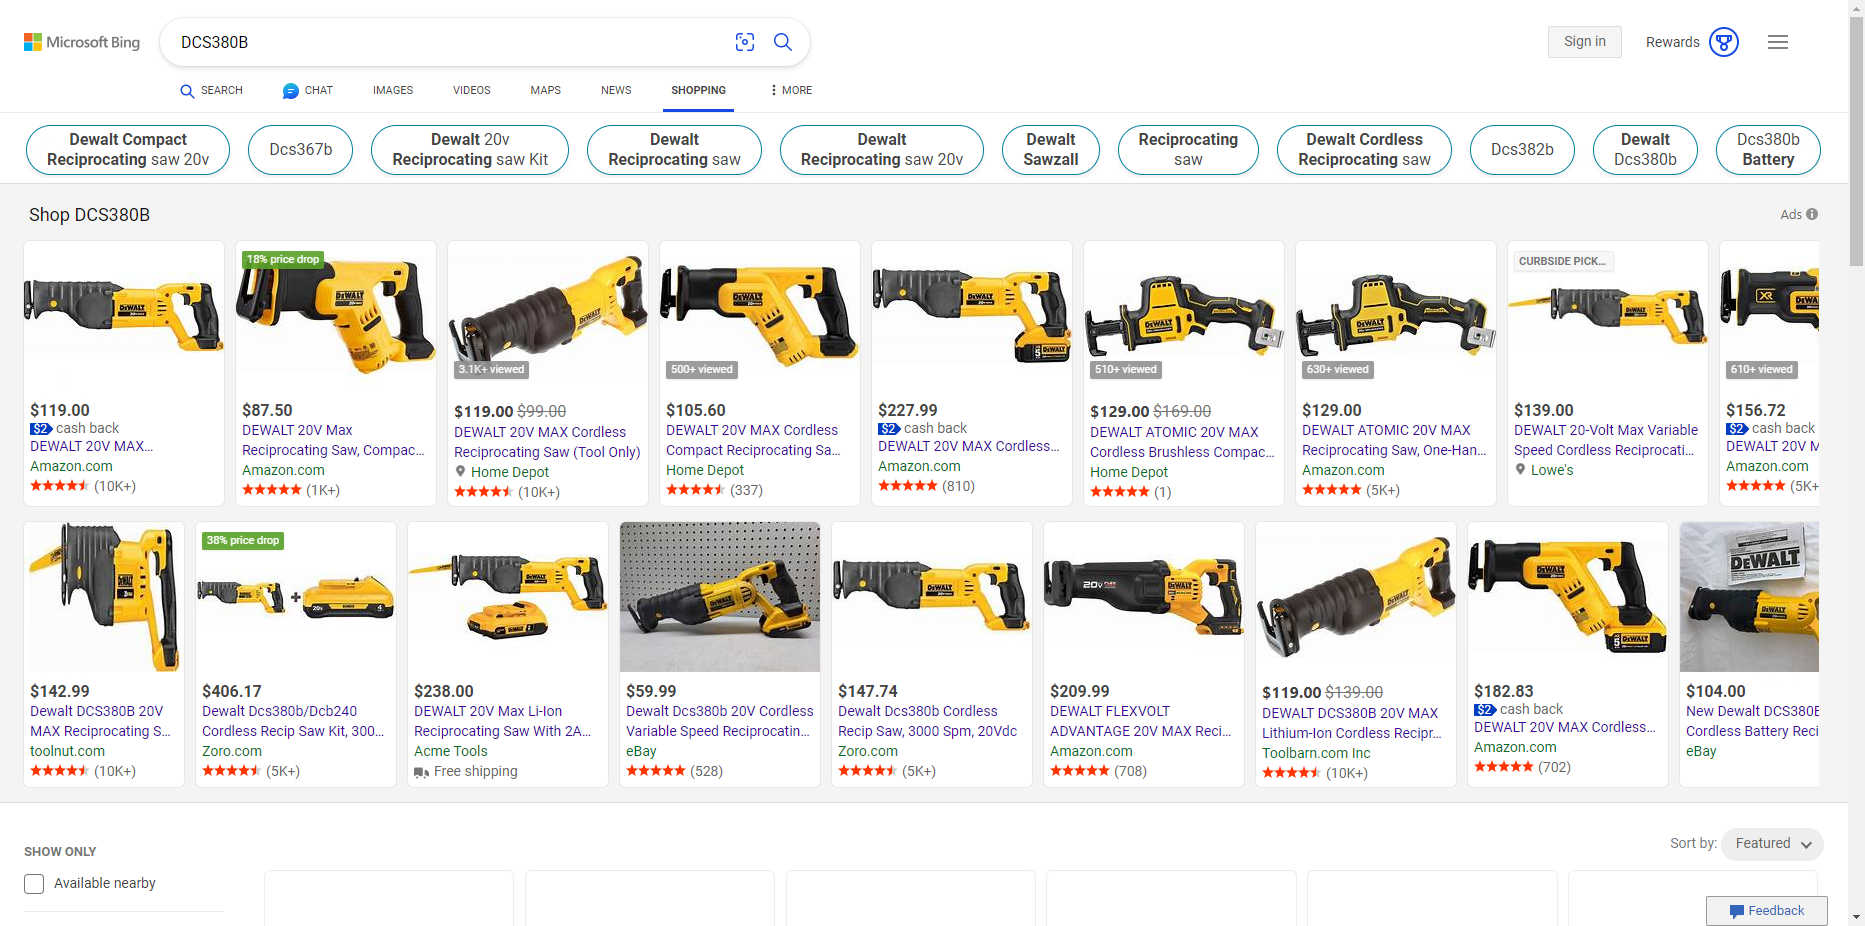 Microsoft Bing
DCS380B
Sign in
Rewards
SEARCH
CHAT
IMAGES
VIDEOS
MAPS
NEWS
SHOPPING
MORE
Dewalt Compact
Reciprocating saw 20v
Dcs367b
Dewalt 20v
Reciprocating saw Kit
Dewalt
Reciprocating saw
Dewalt
Reciprocating saw 20v
Dewalt
Sawzall
Reciprocating
saw
Dewalt Cordless
Reciprocating saw
Dcs382b
Dewalt
Dcs380b
Dcs380b
Battery
Shop DCS380B
Ads
$119.00
$2 cash back
DEWALT 20V MAX...
Amazon.com
(10K+)
18% price drop
$87.50
DEWALT 20V Max
Reciprocating Saw, Compac...
Amazon.com
(1K+)
3.1K+ viewed
$119.00 $99.00
DEWALT 20V MAX Cordless
Reciprocating Saw (Tool Only)
Home Depot
(10K+)
500+ viewed
$105.60
DEWALT 20V MAX Cordless
Compact Reciprocating Sa...
Home Depot
(337)
$227.99
$2 cash back
DEWALT 20V MAX Cordless...
Amazon.com
(810)
510+ viewed
$129.00 $169.00
DEWALT ATOMIC 20V MAX
Cordless Brushless Compac...
Home Depot
(1)
630+ viewed
$129.00
DEWALT ATOMIC 20V MAX
Reciprocating Saw, One-Han...
Amazon.com
(5K+)
CURBSIDE PICK...
$139.00
DEWALT 20-Volt Max Variable
Speed Cordless Reciprocati...
Lowe's
610+ viewed
$156.72
$2 cash back
DEWALT 20V M
Amazon.com
(5K+
$142.99
Dewalt DCS380B 20V
MAX Reciprocating S...
toolnut.com
(10K+)
38% price drop
$406.17
Dewalt Dcs380b/Dcb240
Cordless Recip Saw Kit, 300...
Zoro.com
(5K+)
$238.00
DEWALT 20V Max Li-Ion
Reciprocating Saw With 2A...
Acme Tools
Free shipping
$59.99
Dewalt Dcs380b 20V Cordless
Variable Speed Reciprocatin...
eBay
(528)
$147.74
Dewalt Dcs380b Cordless
Recip Saw, 3000 Spm, 20Vdc
Zoro.com
(5K+)
$209.99
DEWALT FLEXVOLT
ADVANTAGE 20V MAX Reci...
Amazon.com
(708)
$119.00 $139.00
DEWALT DCS380B 20V MAX
Lithium-Ion Cordless Recipr...
Toolbarn.com Inc
(10K+)
$182.83
$2 cash back
DEWALT 20V MAX Cordless...
Amazon.com
(702)
DEWALT
$104.00
New Dewalt DCS380B
Cordless Battery Reci
eBay
SHOW ONLY
Available nearby
Sort by: Featured
Feedback